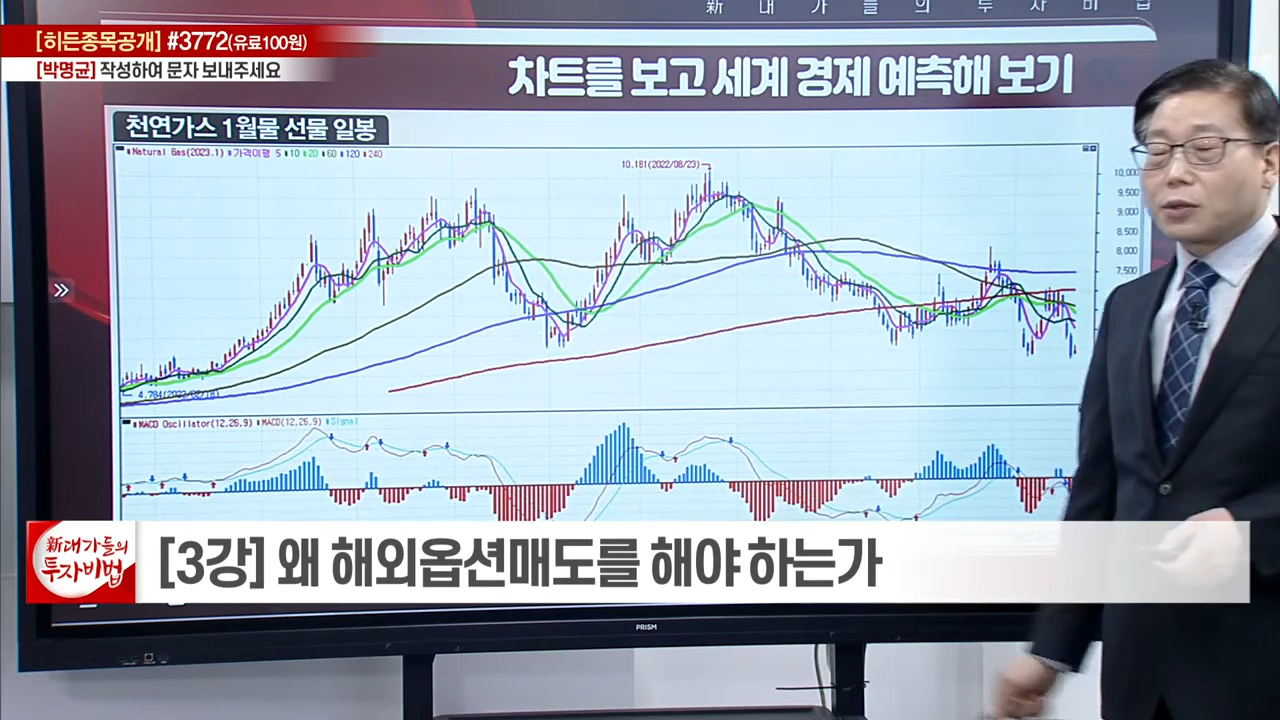 新 대 가 들 의 투 자 비 법
[히든종목공개] #3772(유료100원)
[박명균] 작성하여 문자 보내주세요
차트를 보고 세계 경제 예측해 보기
천연가스 1월물 선물 일봉
Natural Gas(2023.1) 가격이평 5 10 20 60 120 240
10.181(2022/08/23)
10,000
9,500
9,000
8,500
8,000
7,500
MACD Oscillator(12,26,9) MACD(12,26,9) Signal
新대가들의
투자비법
[3강] 왜 해외옵션매도를 해야 하는가
PRISM